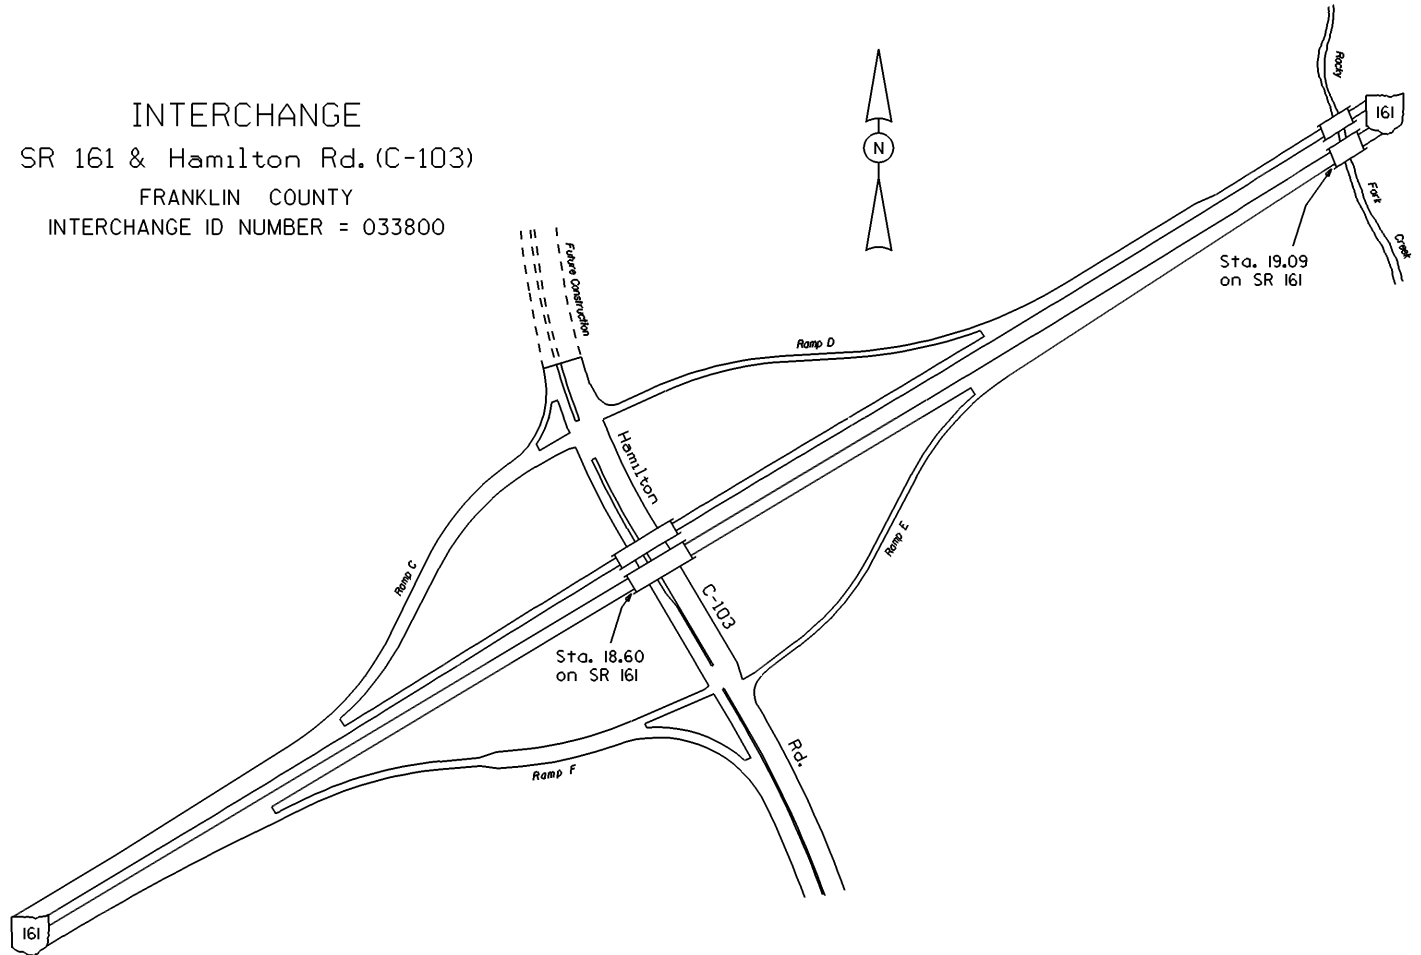 INTERCHANGE
SR 161 & Hamilton Rd. (C-103)
FRANKLIN COUNTY
INTERCHANGE ID NUMBER = 033800
N
Rocky
161
Fork
Creek
Sta. 19.09
on SR 161
Future Construction
Ramp D
Hamilton
Ramp E
Ramp C
C-103
Sta. 18.60
on SR 161
Rd.
Ramp F
161